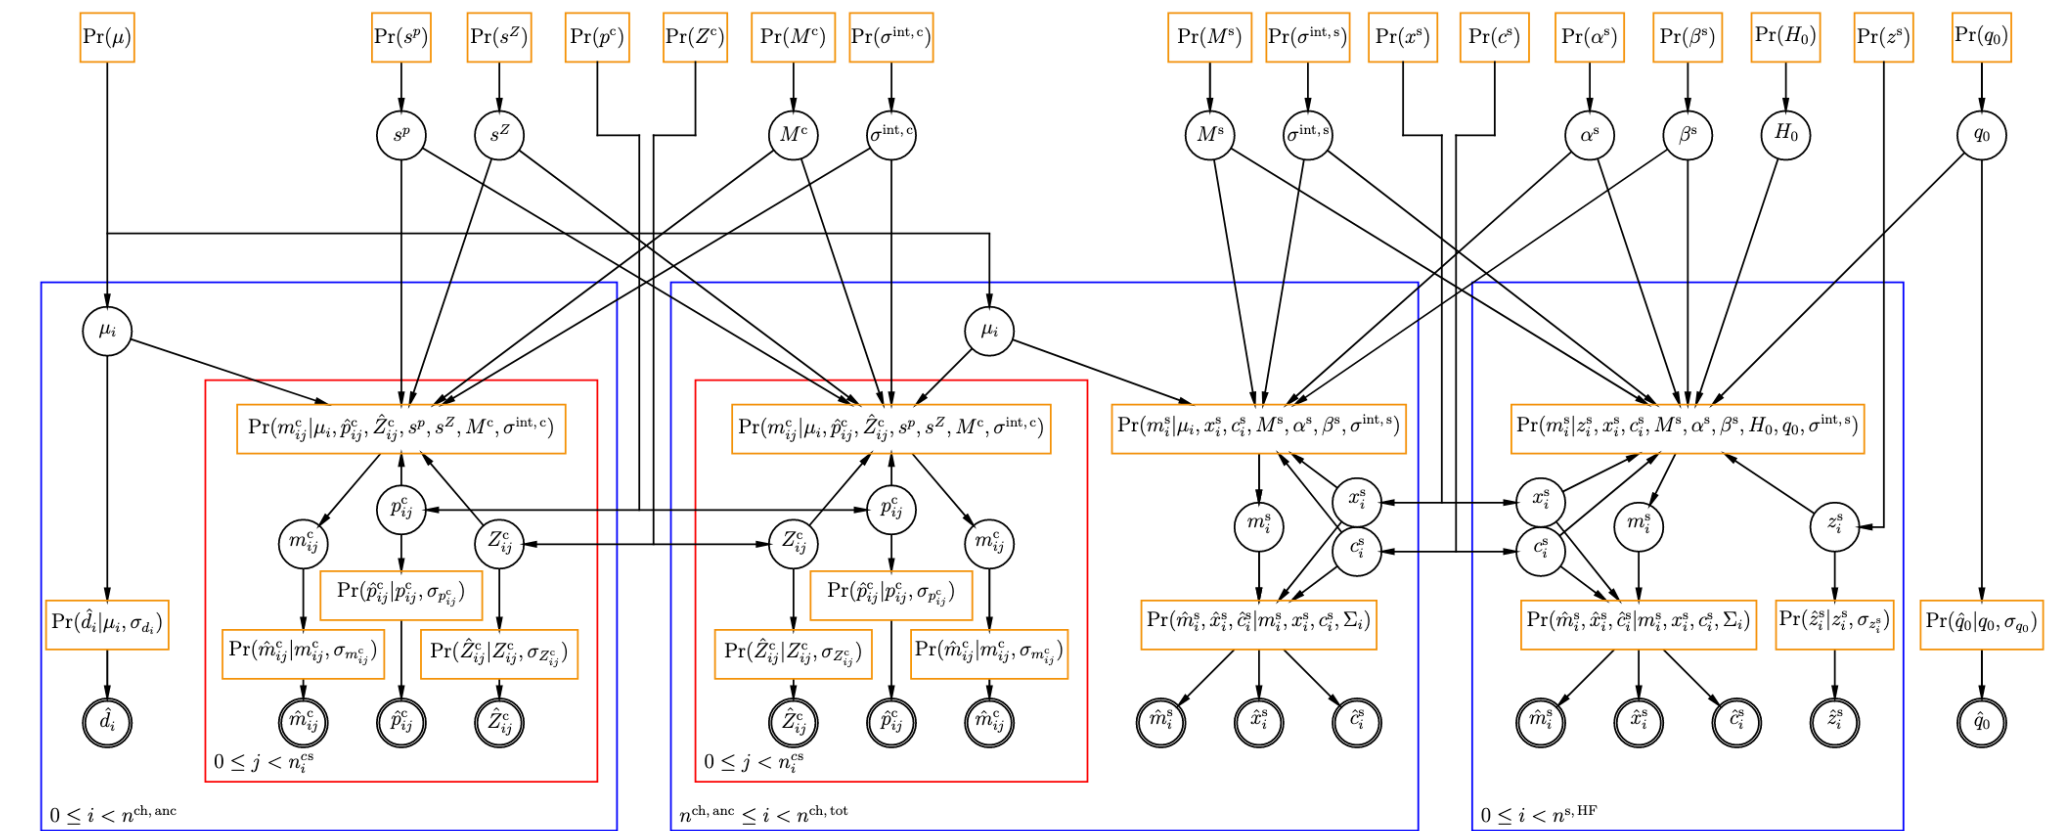 Pr(μ) Pr(s^p) Pr(s^Z) Pr(p^c) Pr(Z^c) Pr(M^c) Pr(σ^{int, c}) Pr(M^s) Pr(σ^{int, s}) Pr(x^s) Pr(c^s) Pr(α^s) Pr(β^s) Pr(H_0) Pr(z^s) Pr(q_0)
s^p s^Z M^c σ^{int, c} M^s σ^{int, s} α^s β^s H_0 q_0
μ_i μ_i
Pr(m^c_{ij}|μ_i, p̂^c_{ij}, Ẑ^c_{ij}, s^p, s^Z, M^c, σ^{int, c}) Pr(m^c_{ij}|μ_i, p̂^c_{ij}, Ẑ^c_{ij}, s^p, s^Z, M^c, σ^{int, c}) Pr(m^s_i|μ_i, x^s_i, c^s_i, M^s, α^s, β^s, σ^{int, s}) Pr(m^s_i|z^s_i, x^s_i, c^s_i, M^s, α^s, β^s, H_0, q_0, σ^{int, s})
p^c_{ij} p^c_{ij} x^s_i x^s_i
m^c_{ij} Z^c_{ij} Z^c_{ij} m^c_{ij} m^s_i c^s_i c^s_i m^s_i z^s_i
Pr(p̂^c_{ij}|p^c_{ij}, σ_{p^c_{ij}}) Pr(p̂^c_{ij}|p^c_{ij}, σ_{p^c_{ij}})
Pr(d̂_i|μ_i, σ_{d_i}) Pr(m̂^s_i, x̂^s_i, ĉ^s_i|m^s_i, x^s_i, c^s_i, Σ_i) Pr(m̂^s_i, x̂^s_i, ĉ^s_i|m^s_i, x^s_i, c^s_i, Σ_i) Pr(ẑ^s_i|z^s_i, σ_{z^s_i}) Pr(q̂_0|q_0, σ_{q_0})
Pr(m̂^c_{ij}|m^c_{ij}, σ_{m^c_{ij}}) Pr(Ẑ^c_{ij}|Z^c_{ij}, σ_{Z^c_{ij}}) Pr(Ẑ^c_{ij}|Z^c_{ij}, σ_{Z^c_{ij}}) Pr(m̂^c_{ij}|m^c_{ij}, σ_{m^c_{ij}})
d̂_i m̂^c_{ij} p̂^c_{ij} Ẑ^c_{ij} Ẑ^c_{ij} p̂^c_{ij} m̂^c_{ij} m̂^s_i x̂^s_i ĉ^s_i m̂^s_i x̂^s_i ĉ^s_i ẑ^s_i q̂_0
0 ≤ j < n^{cs}_i 0 ≤ j < n^{cs}_i
0 ≤ i < n^{ch, anc} n^{ch, anc} ≤ i < n^{ch, tot} 0 ≤ i < n^{s, HF}